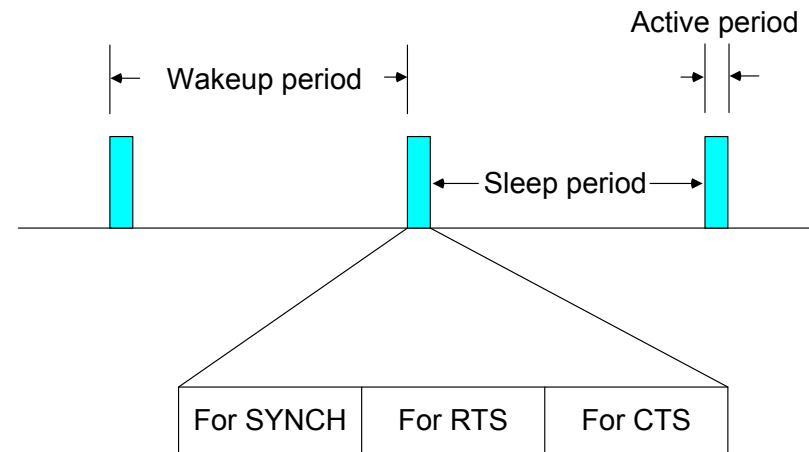 Active period
Wakeup period
Sleep period
For SYNCH
For RTS
For CTS